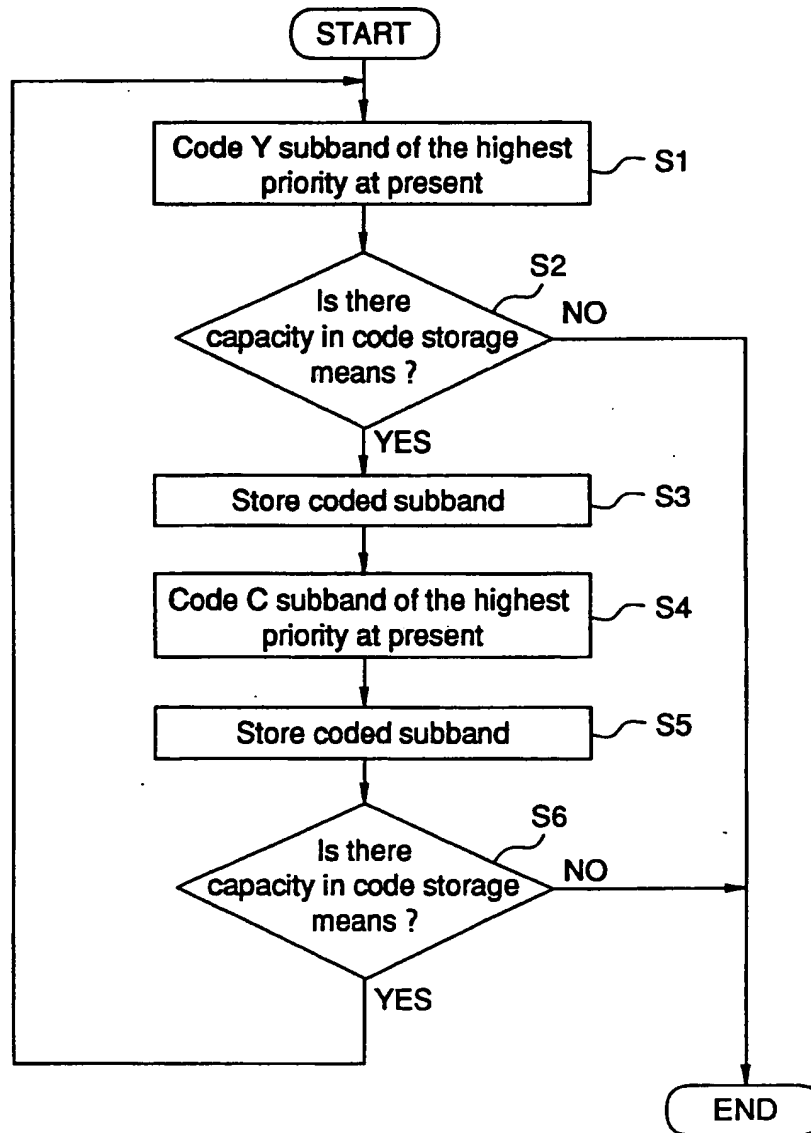 START
Code Y subband of the highest
priority at present
S1
S2
Is there
capacity in code storage
means ?
NO
YES
Store coded subband
S3
Code C subband of the highest
priority at present
S4
Store coded subband
S5
S6
Is there
capacity in code storage
means ?
NO
YES
END